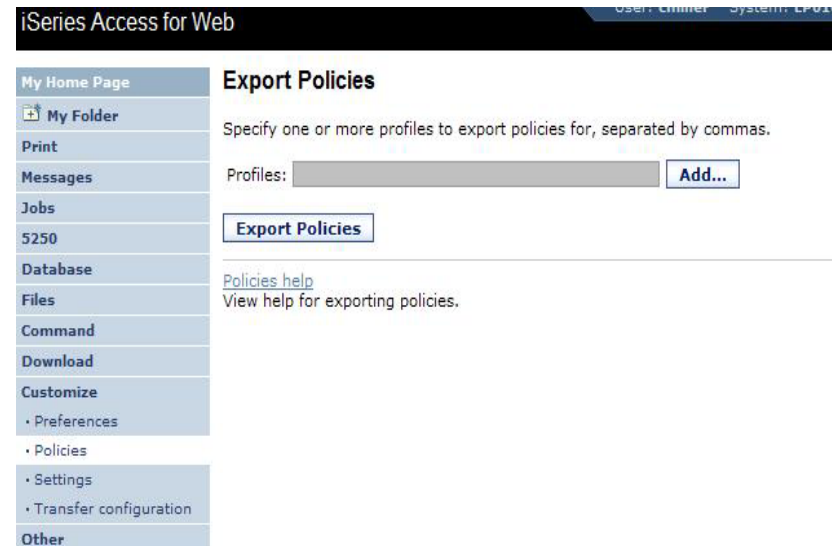 iSeries Access for Web
My Home Page
My Folder
Print
Messages
Jobs
5250
Database
Files
Command
Download
Customize
• Preferences
• Policies
• Settings
• Transfer configuration
Other
Export Policies
Specify one or more profiles to export policies for, separated by commas.
Profiles: Add...
Export Policies
Policies help
View help for exporting policies.